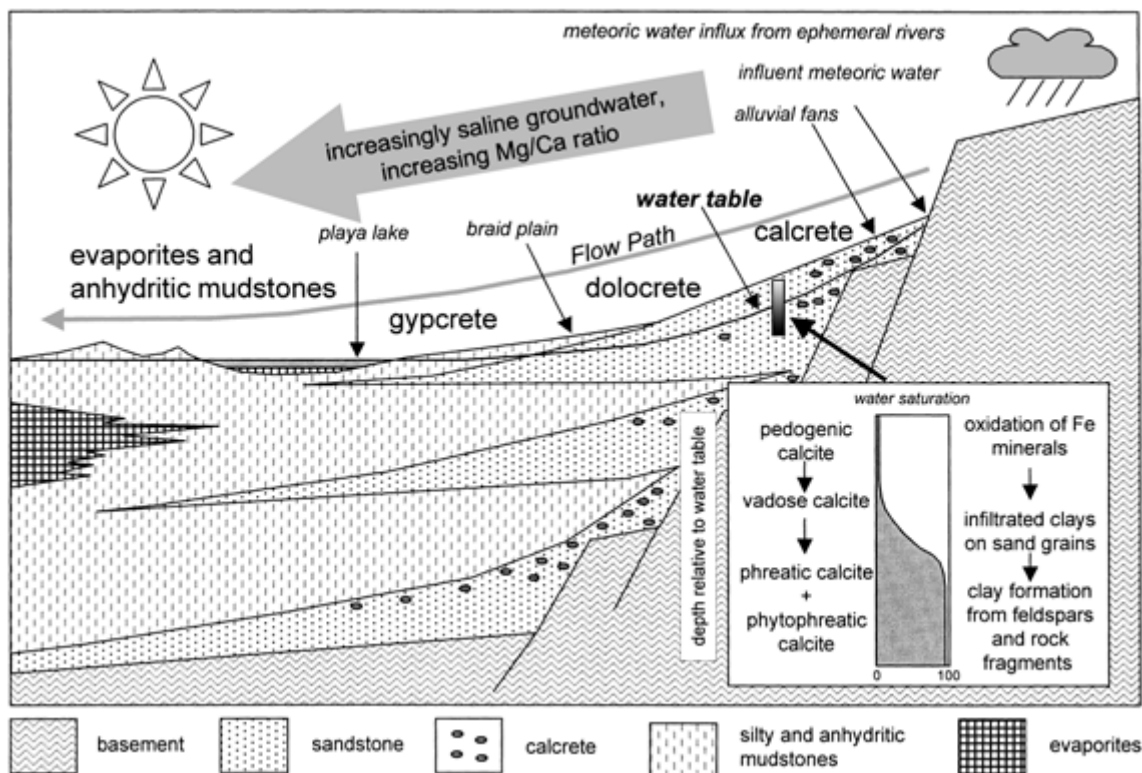 meteoric water influx from ephemeral rivers
influent meteoric water
alluvial fans
increasingly saline groundwater,
increasing Mg/Ca ratio
water table
playa lake
braid plain
Flow Path
calcrete
evaporites and
anhydritic mudstones
dolocrete
gypcrete
depth relative to water table
water saturation
pedogenic
calcite
vadose calcite
phreatic calcite
+
phytophreatic
calcite
0
100
oxidation of Fe
minerals
infiltrated clays
on sand grains
clay formation
from feldspars
and rock
fragments
basement
sandstone
calcrete
silty and anhydritic
mudstones
evaporites